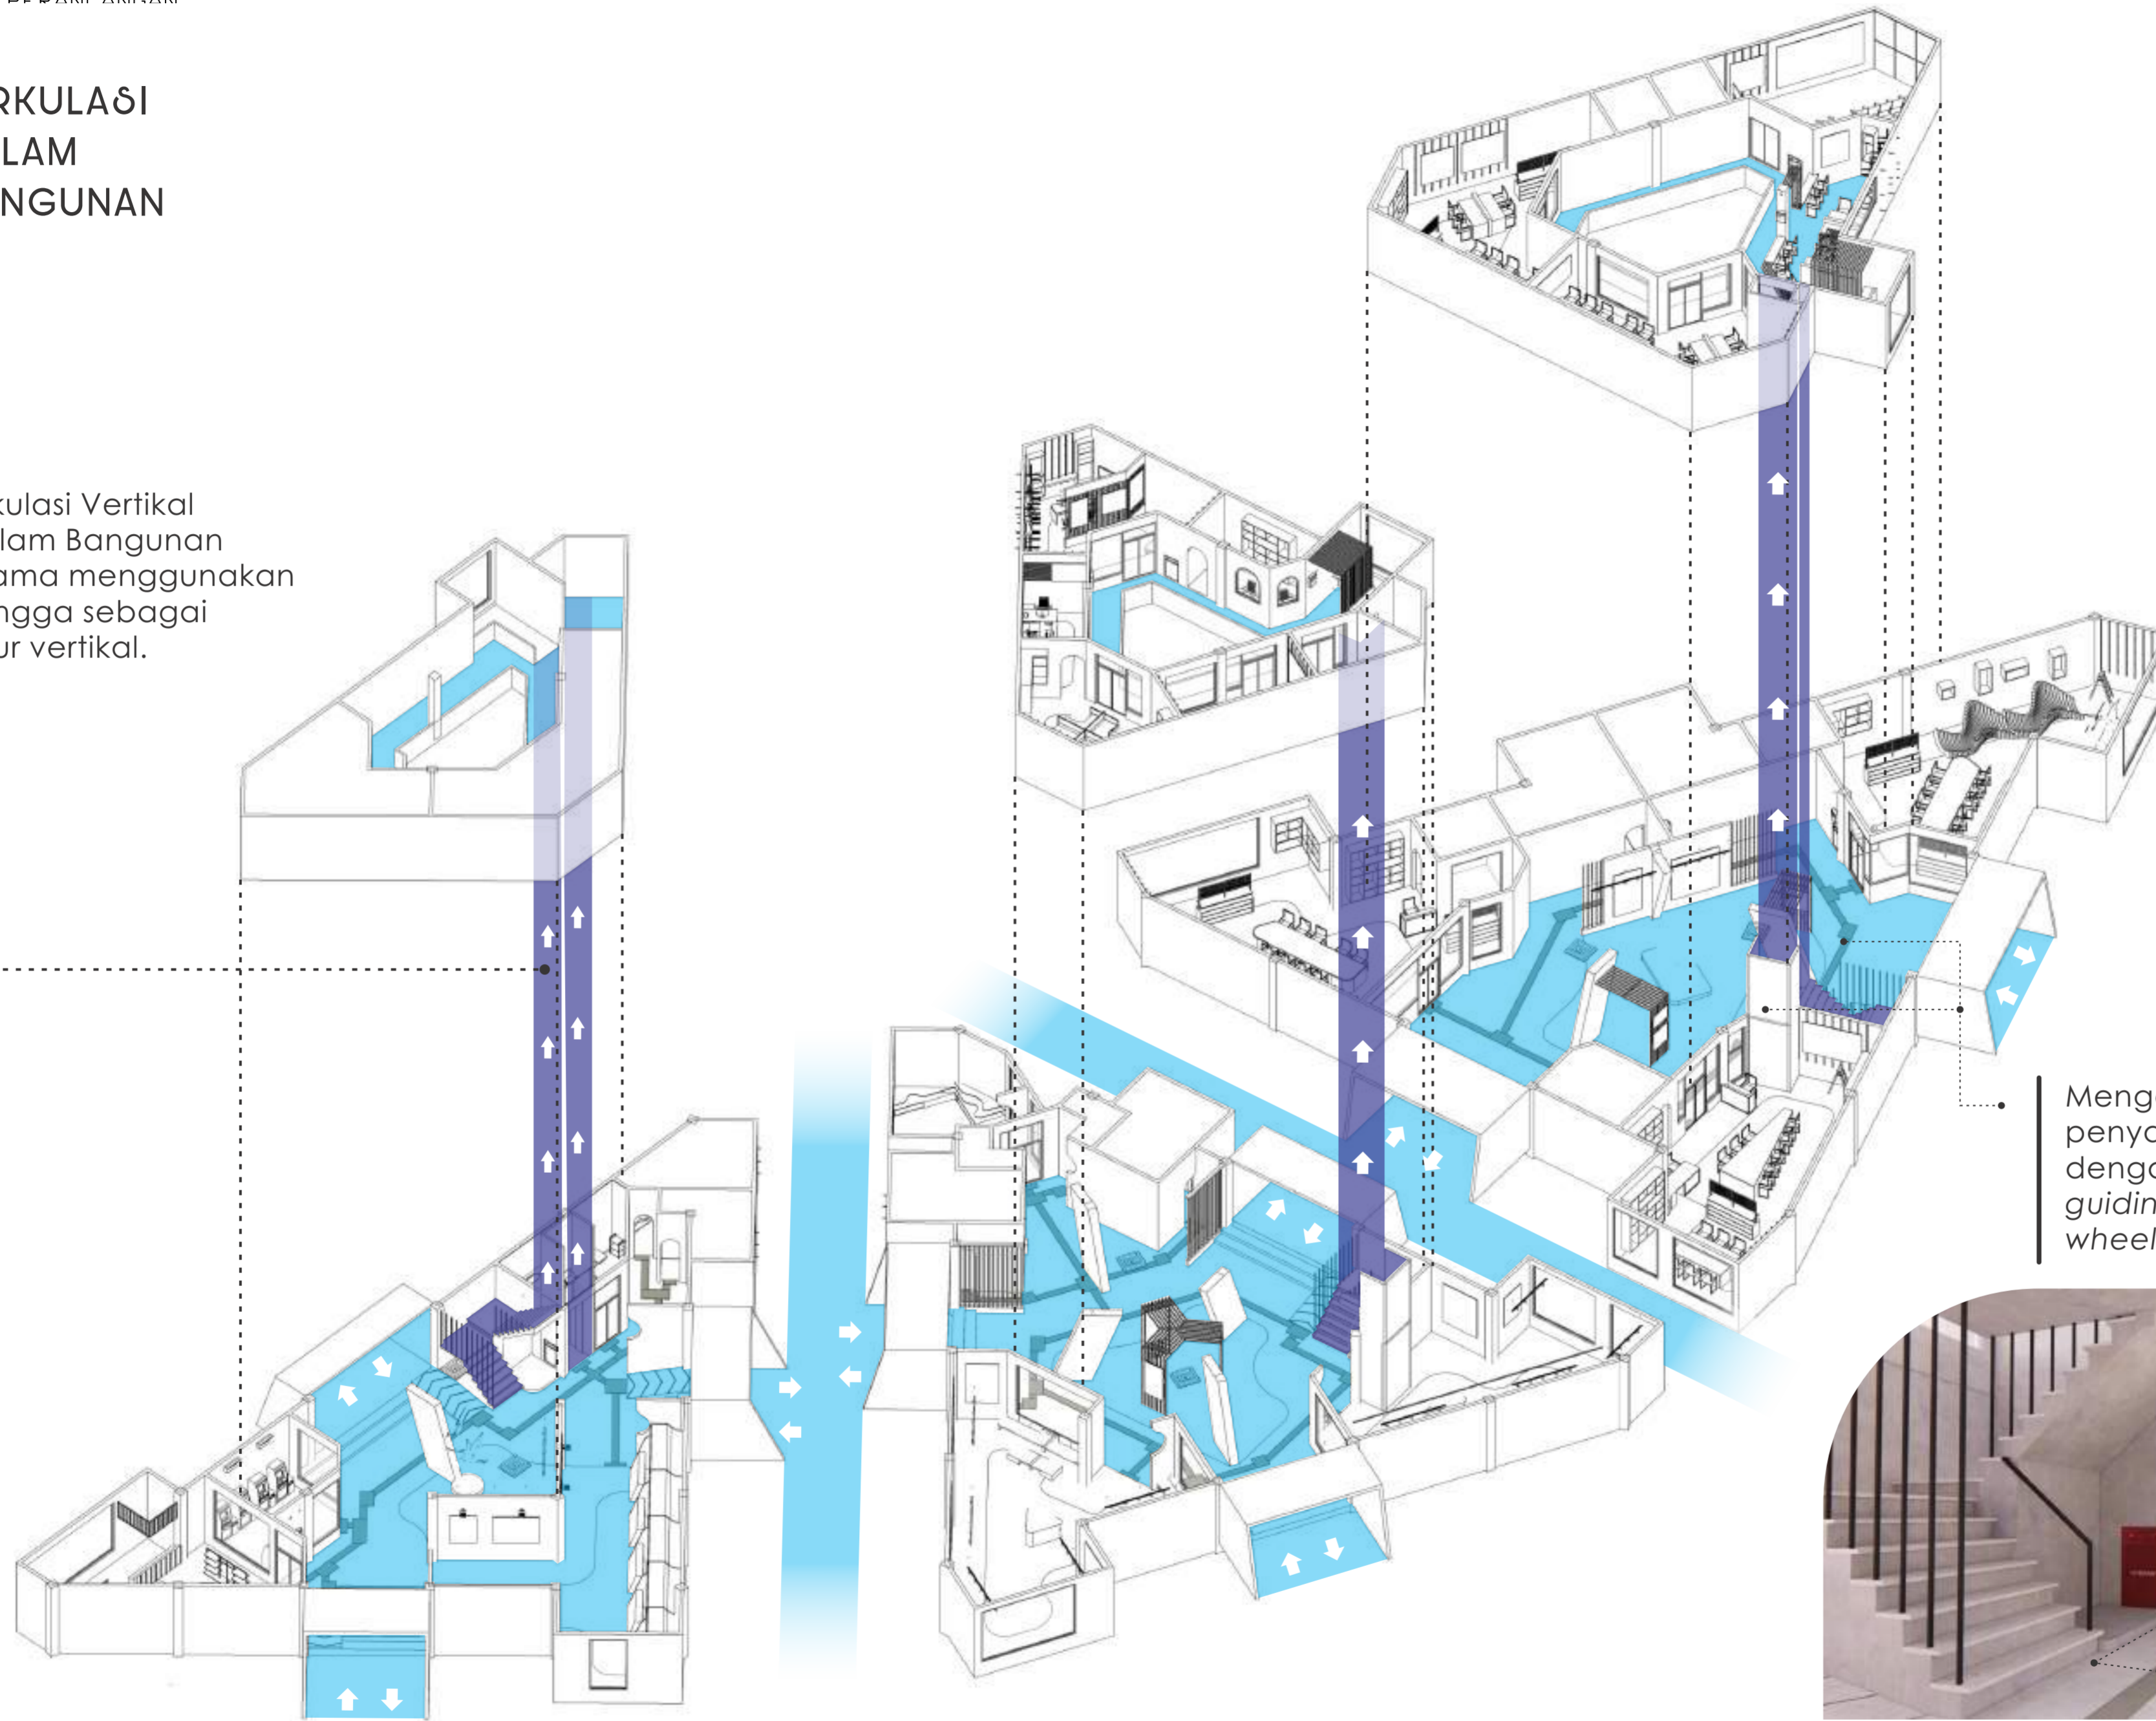 RKULASI
LAM
NGUNAN
kulasi Vertikal
lam Bangunan
ama menggunakan
ngga sebagai
ur vertikal.
Meng
penya
denga
guidin
wheel